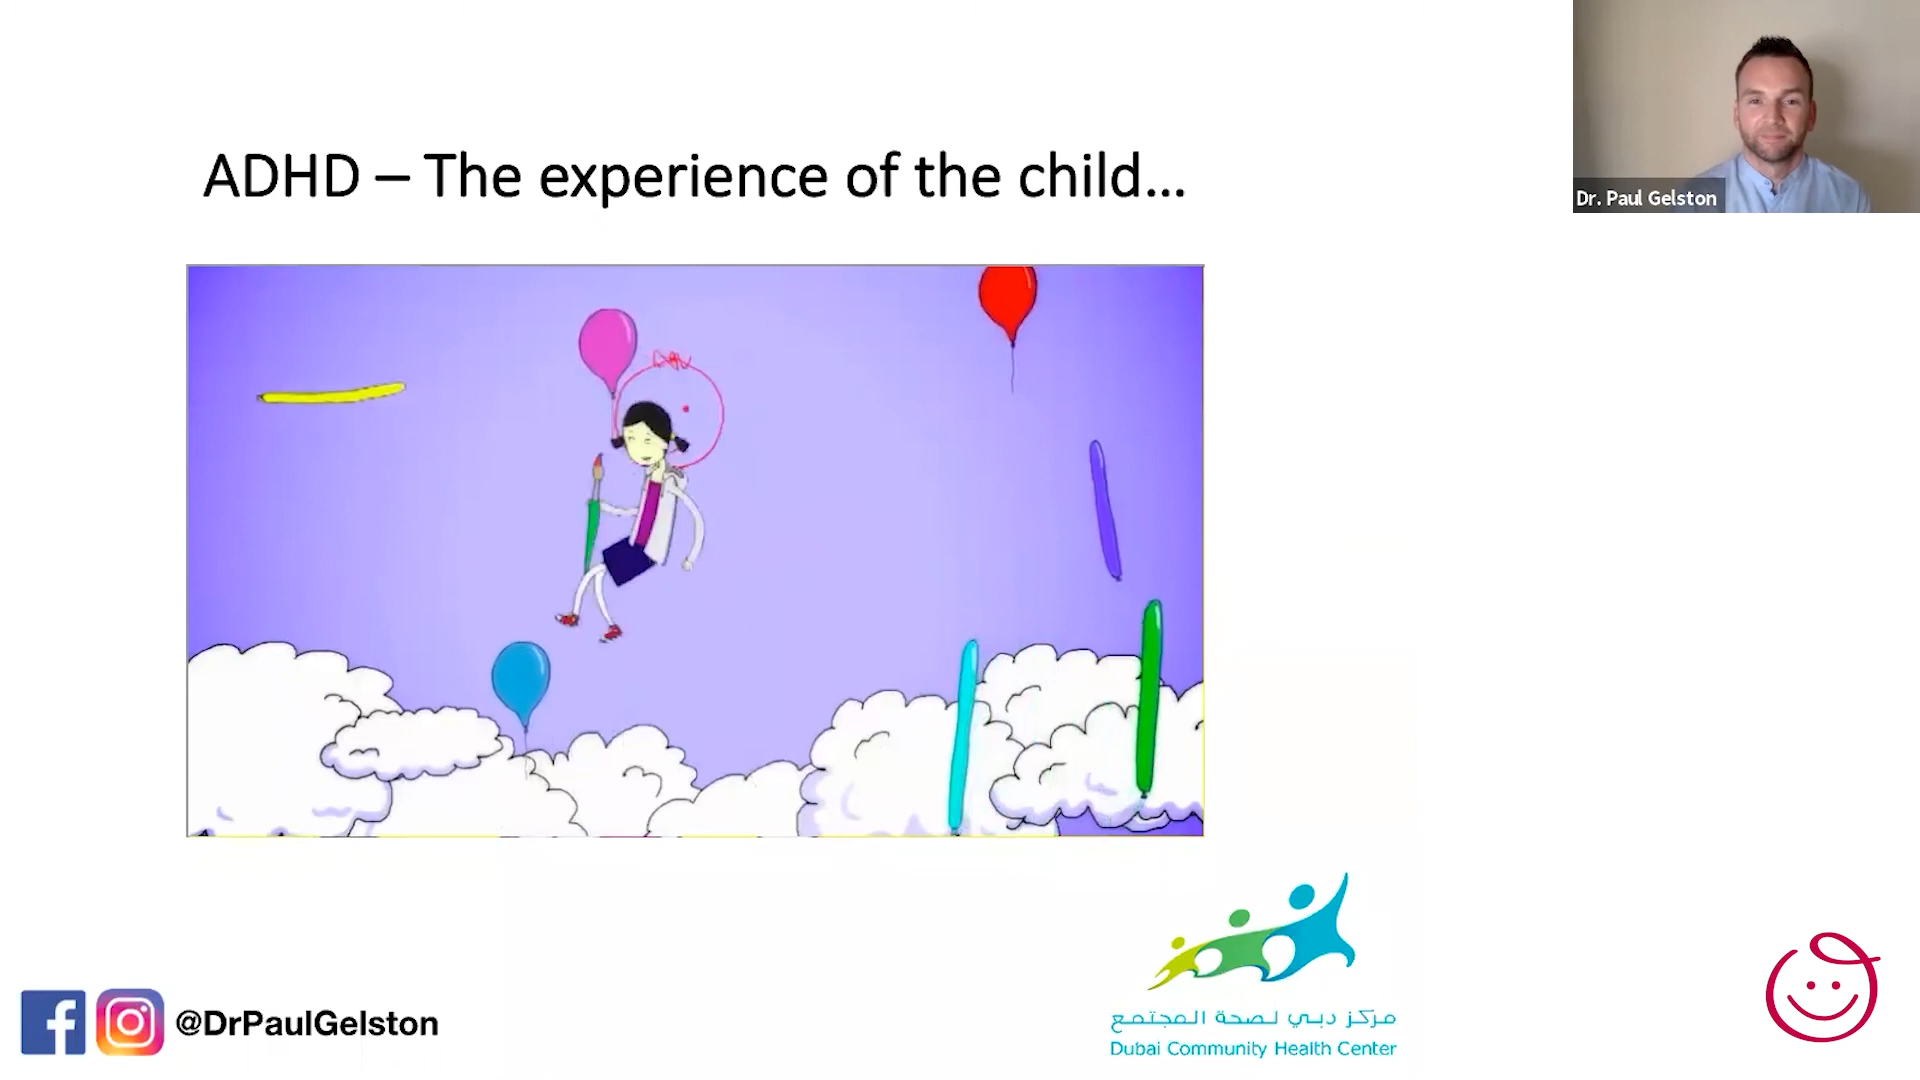 Dr. Paul Gelston
ADHD – The experience of the child...
@DrPaulGelston
مركز دبي لصحة المجتمع
Dubai Community Health Center